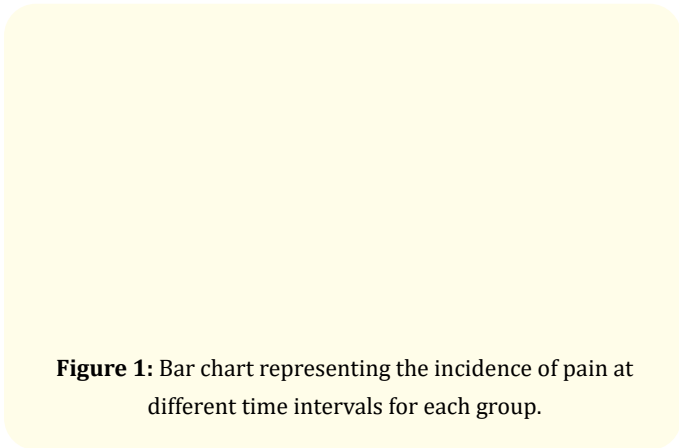 Figure 1: Bar chart representing the incidence of pain at
different time intervals for each group.